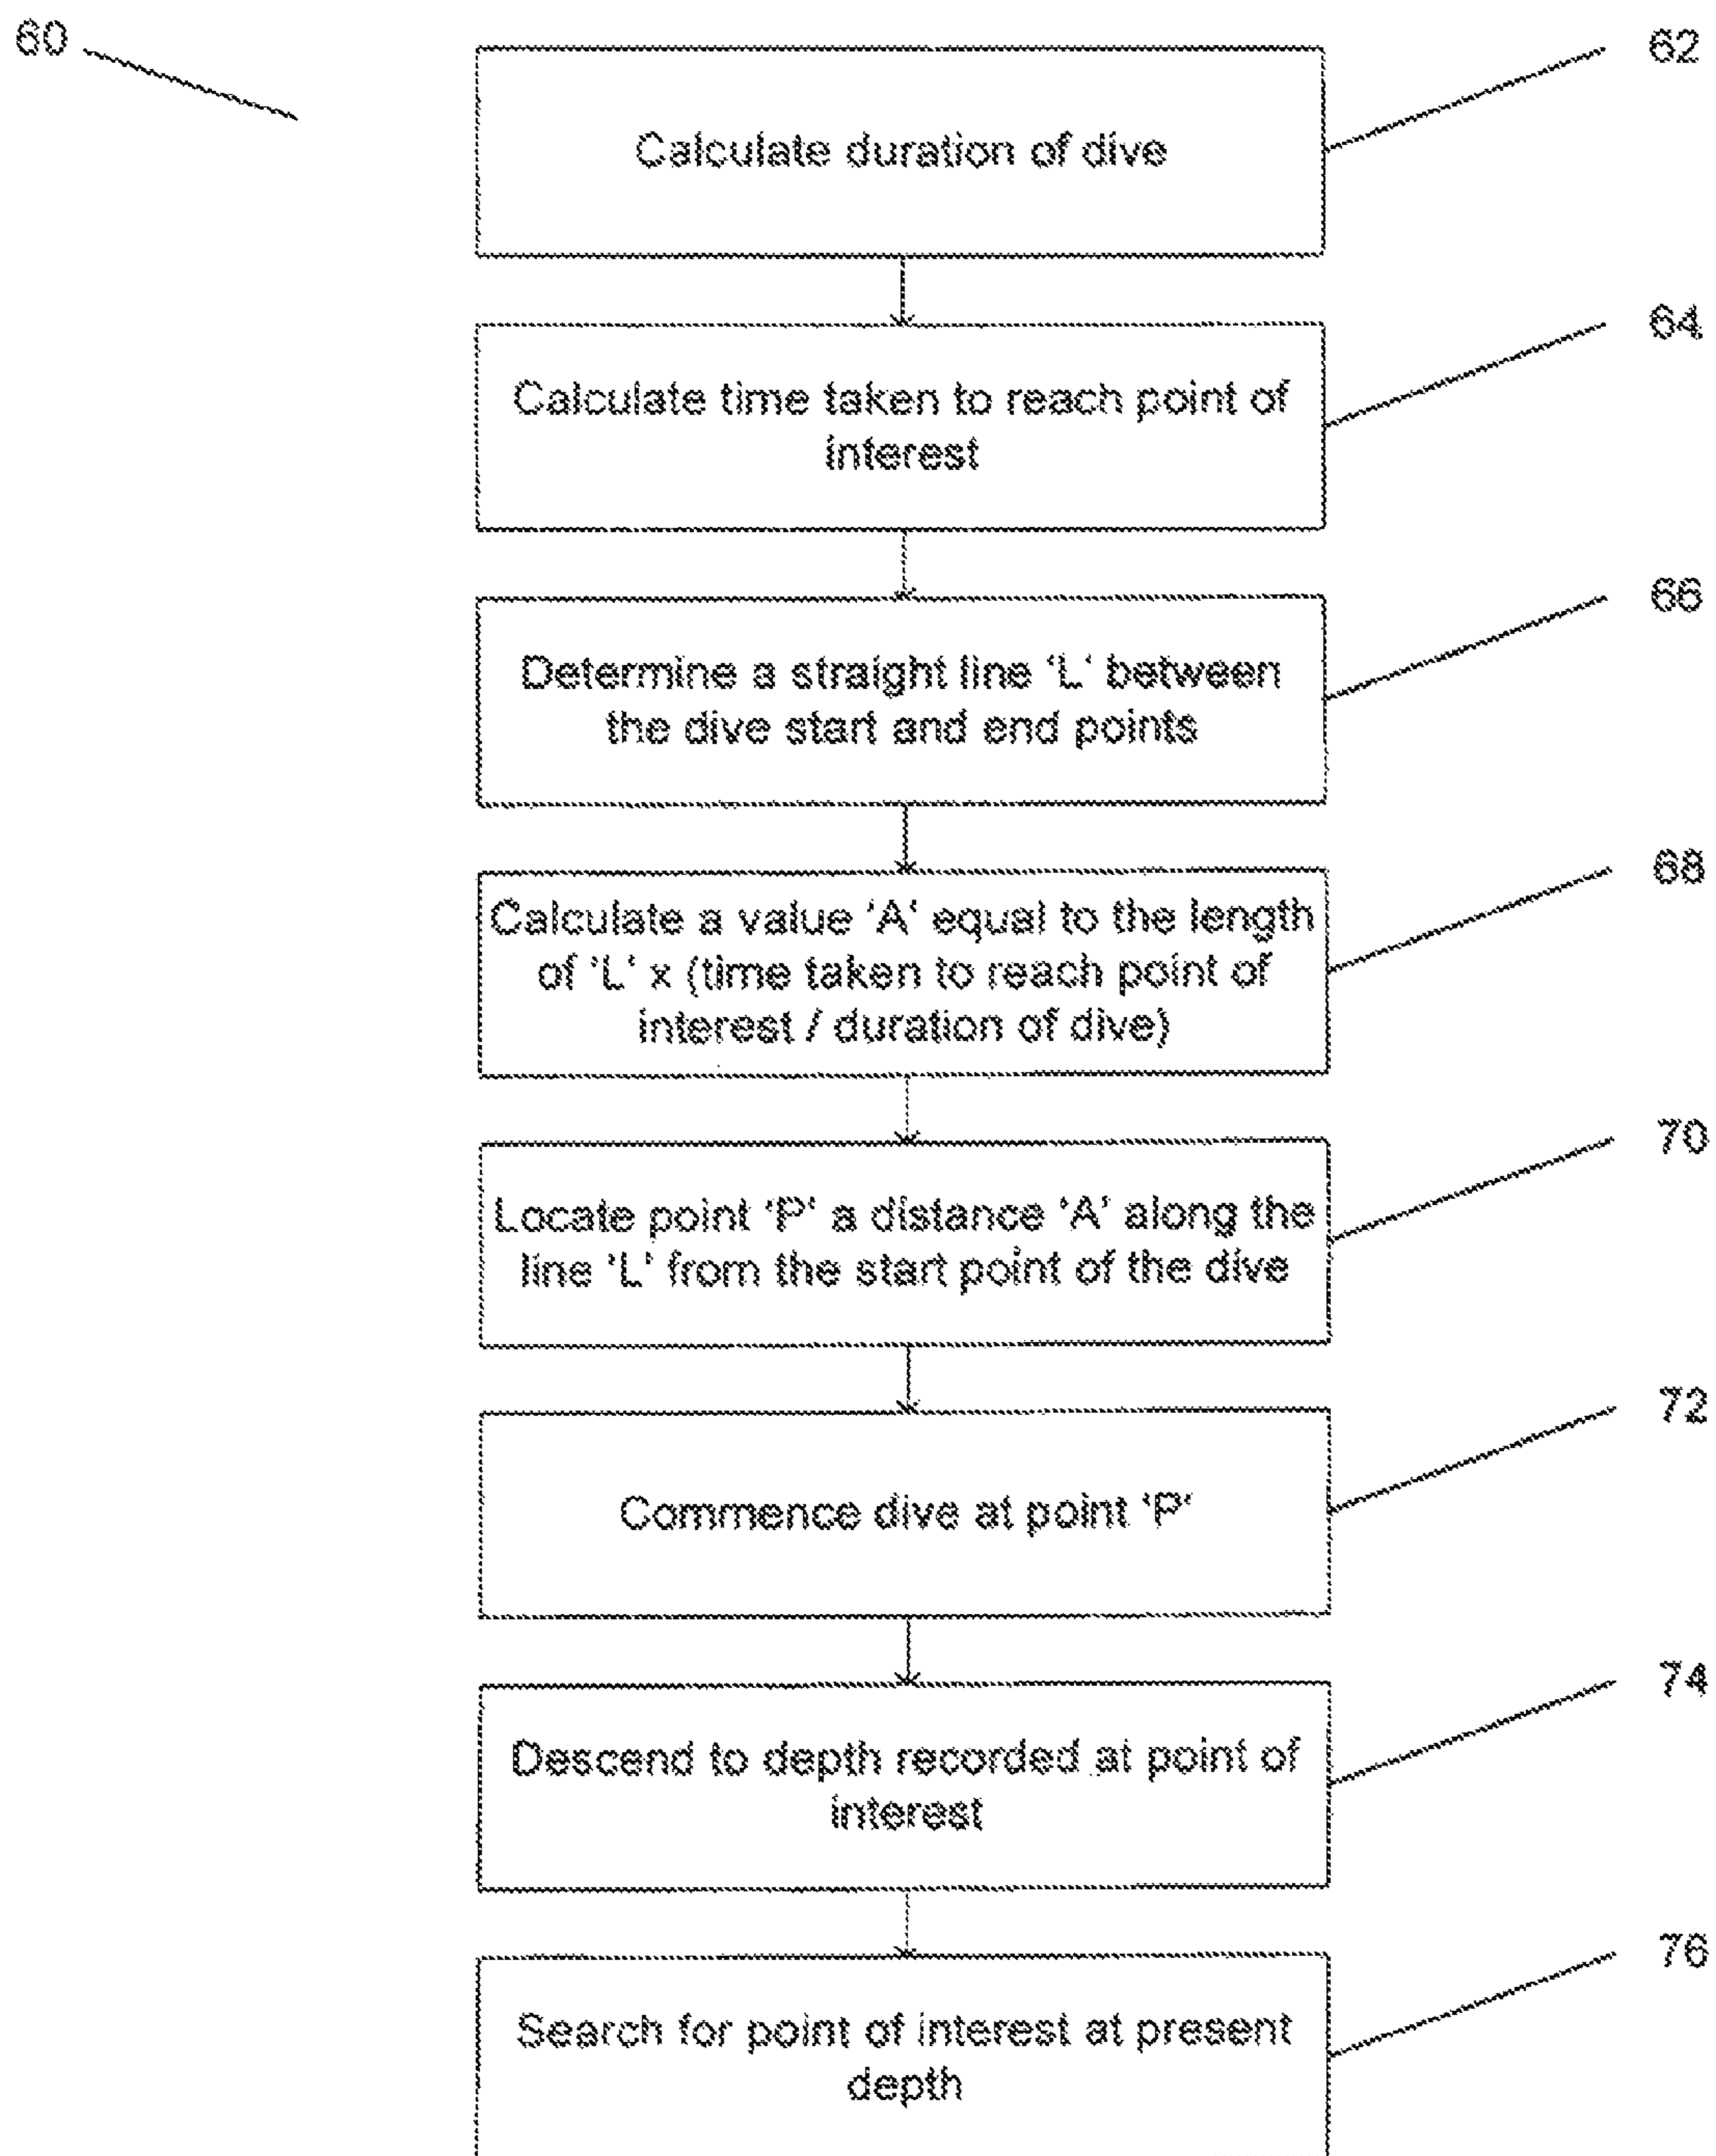 60
62
Calculate duration of dive
64
Calculate time taken to reach point of
interest
66
Determine a straight line ‘L‘ between
the dive start and end points
68
Calculate a value ‘A‘ equal to the length
of ‘L‘ x (time taken to reach point of
interest / duration of dive)
70
Locate point ‘P‘ a distance ‘A’ along the
line ‘L‘ from the start point of the dive
72
Commence dive at point ‘P‘
74
Descend to depth recorded at point of
interest
76
Search for point of interest at present
depth